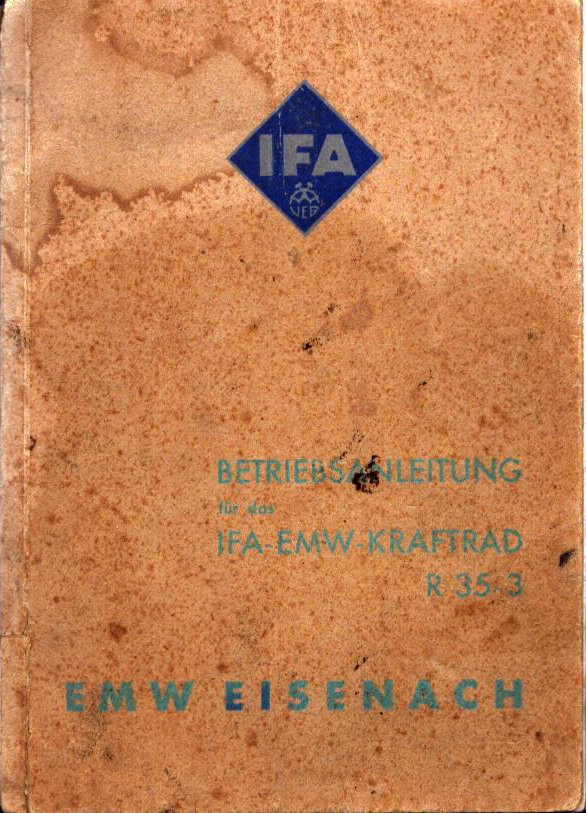 IFA
VEB
BETRIEBSANLEITUNG
für das
IFA-EMW-KRAFTRAD
R 35-3
EMW EISENACH